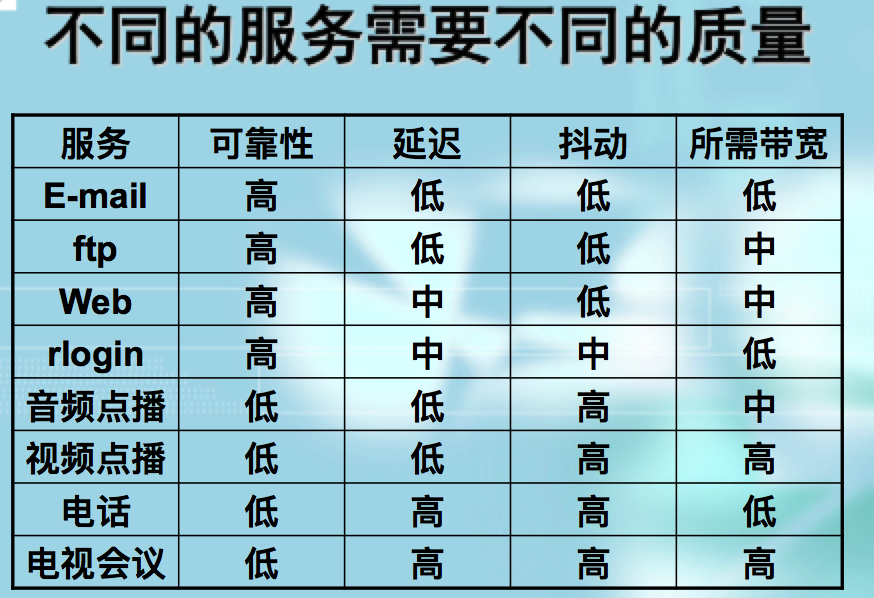 不同的服务需要不同的质量
服务 可靠性 延迟 抖动 所需带宽
E-mail 高 低 低 低
ftp 高 低 低 中
Web 高 中 低 中
rlogin 高 中 中 低
音频点播 低 低 高 中
视频点播 低 低 高 高
电话 低 高 高 低
电视会议 低 高 高 高